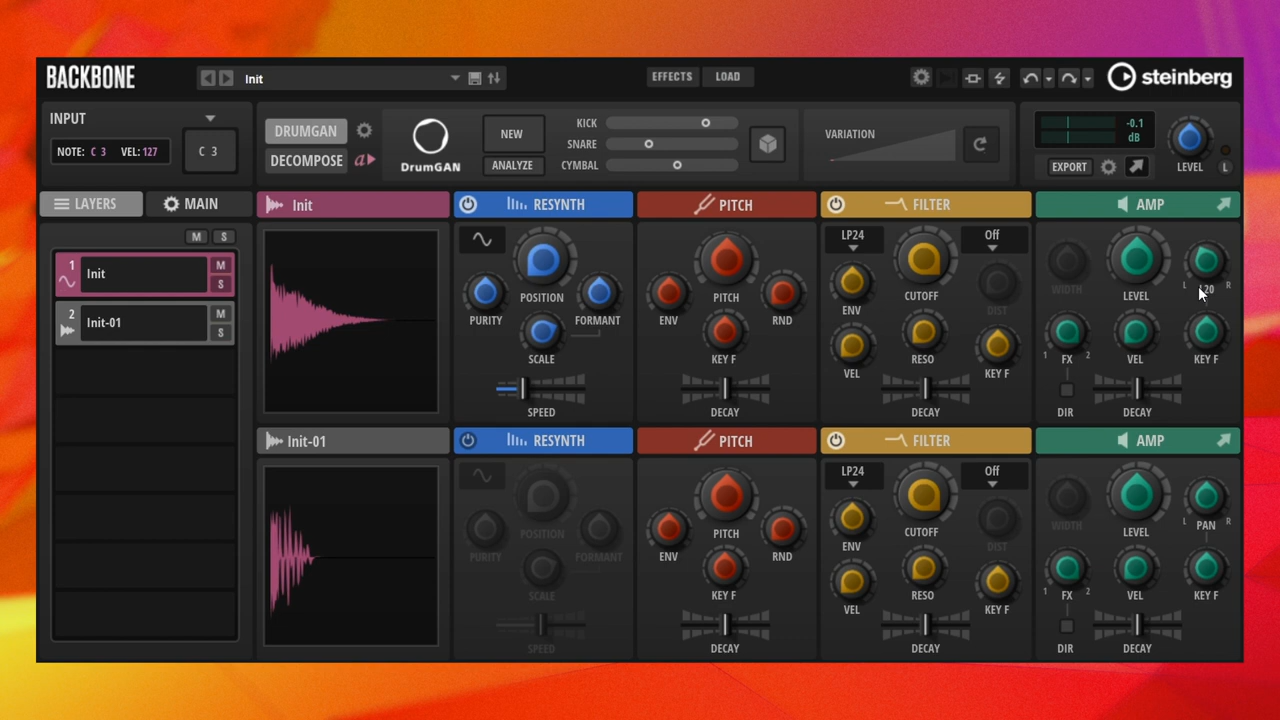 BACKBONE
Init
EFFECTS
LOAD
steinberg
INPUT
NOTE: C 3 VEL: 127
C 3
DRUMGAN
DECOMPOSE
a
DrumGAN
NEW
ANALYZE
KICK
SNARE
CYMBAL
VARIATION
-0.1
dB
EXPORT
LEVEL
L
LAYERS
MAIN
M S
1
Init
M
S
2
Init-01
M
S
Init
RESYNTH
PITCH
FILTER
AMP
POSITION
PURITY
FORMANT
SCALE
SPEED
PITCH
ENV
RND
KEY F
DECAY
LP24
Off
CUTOFF
ENV
DIST
RESO
VEL
KEY F
DECAY
WIDTH
LEVEL
L R
1 FX 2
VEL
KEY F
DIR
DECAY
Init-01
RESYNTH
PITCH
FILTER
AMP
POSITION
PURITY
FORMANT
SCALE
SPEED
PITCH
ENV
RND
KEY F
DECAY
LP24
Off
CUTOFF
ENV
DIST
RESO
VEL
KEY F
DECAY
WIDTH
LEVEL
L PAN R
1 FX 2
VEL
KEY F
DIR
DECAY